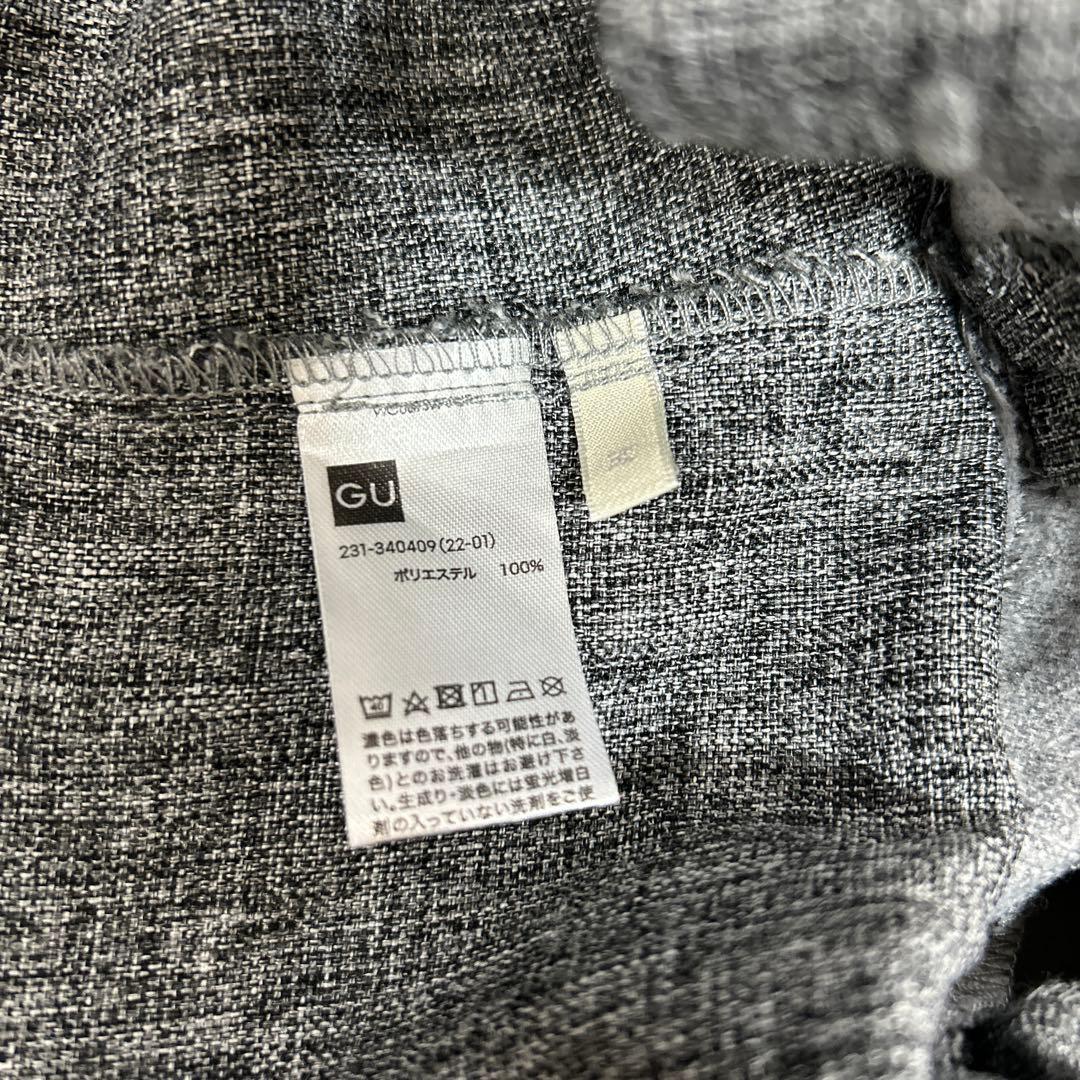 GU
231-340409(22-01)
ポリエステル 100%
40
濃色は色落ちする可能性があ
りますので、他の物(特に白、淡
色)とのお洗濯はお避け下さ
い。生成り・淡色には蛍光増白
剤の入っていない洗剤をご使